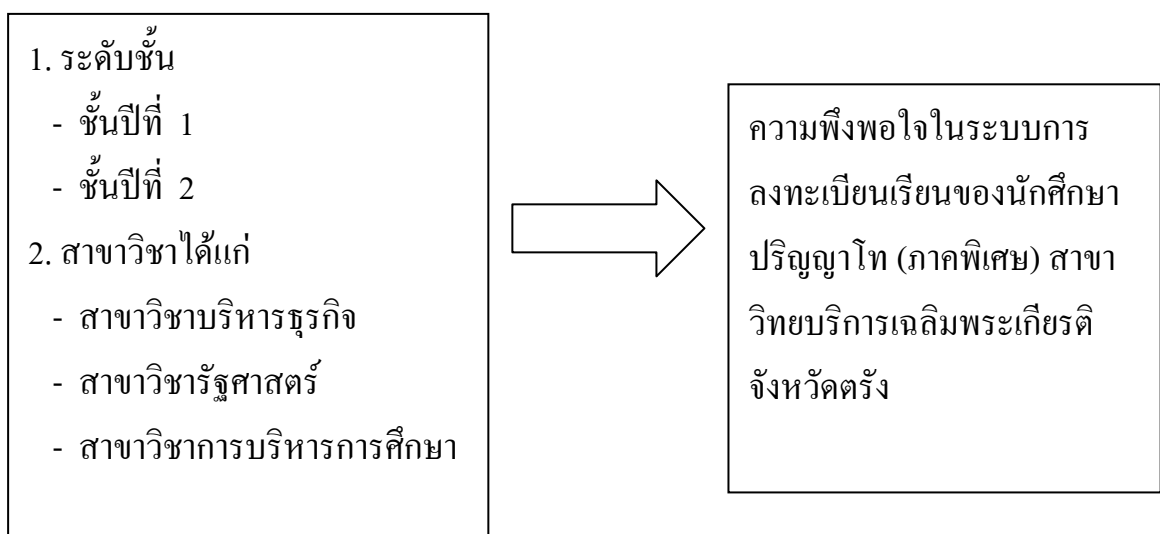 1. ระดับชั้น
- ชั้นปีที่ 1
- ชั้นปีที่ 2
2. สาขาวิชาได้แก่
- สาขาวิชาบริหารธุรกิจ
- สาขาวิชารัฐศาสตร์
- สาขาวิชาการบริหารการศึกษา
ความพึงพอใจในระบบการ
ลงทะเบียนเรียนของนักศึกษา
ปริญญาโท (ภาคพิเศษ) สาขา
วิทยบริการเฉลิมพระเกียรติ
จังหวัดตรัง